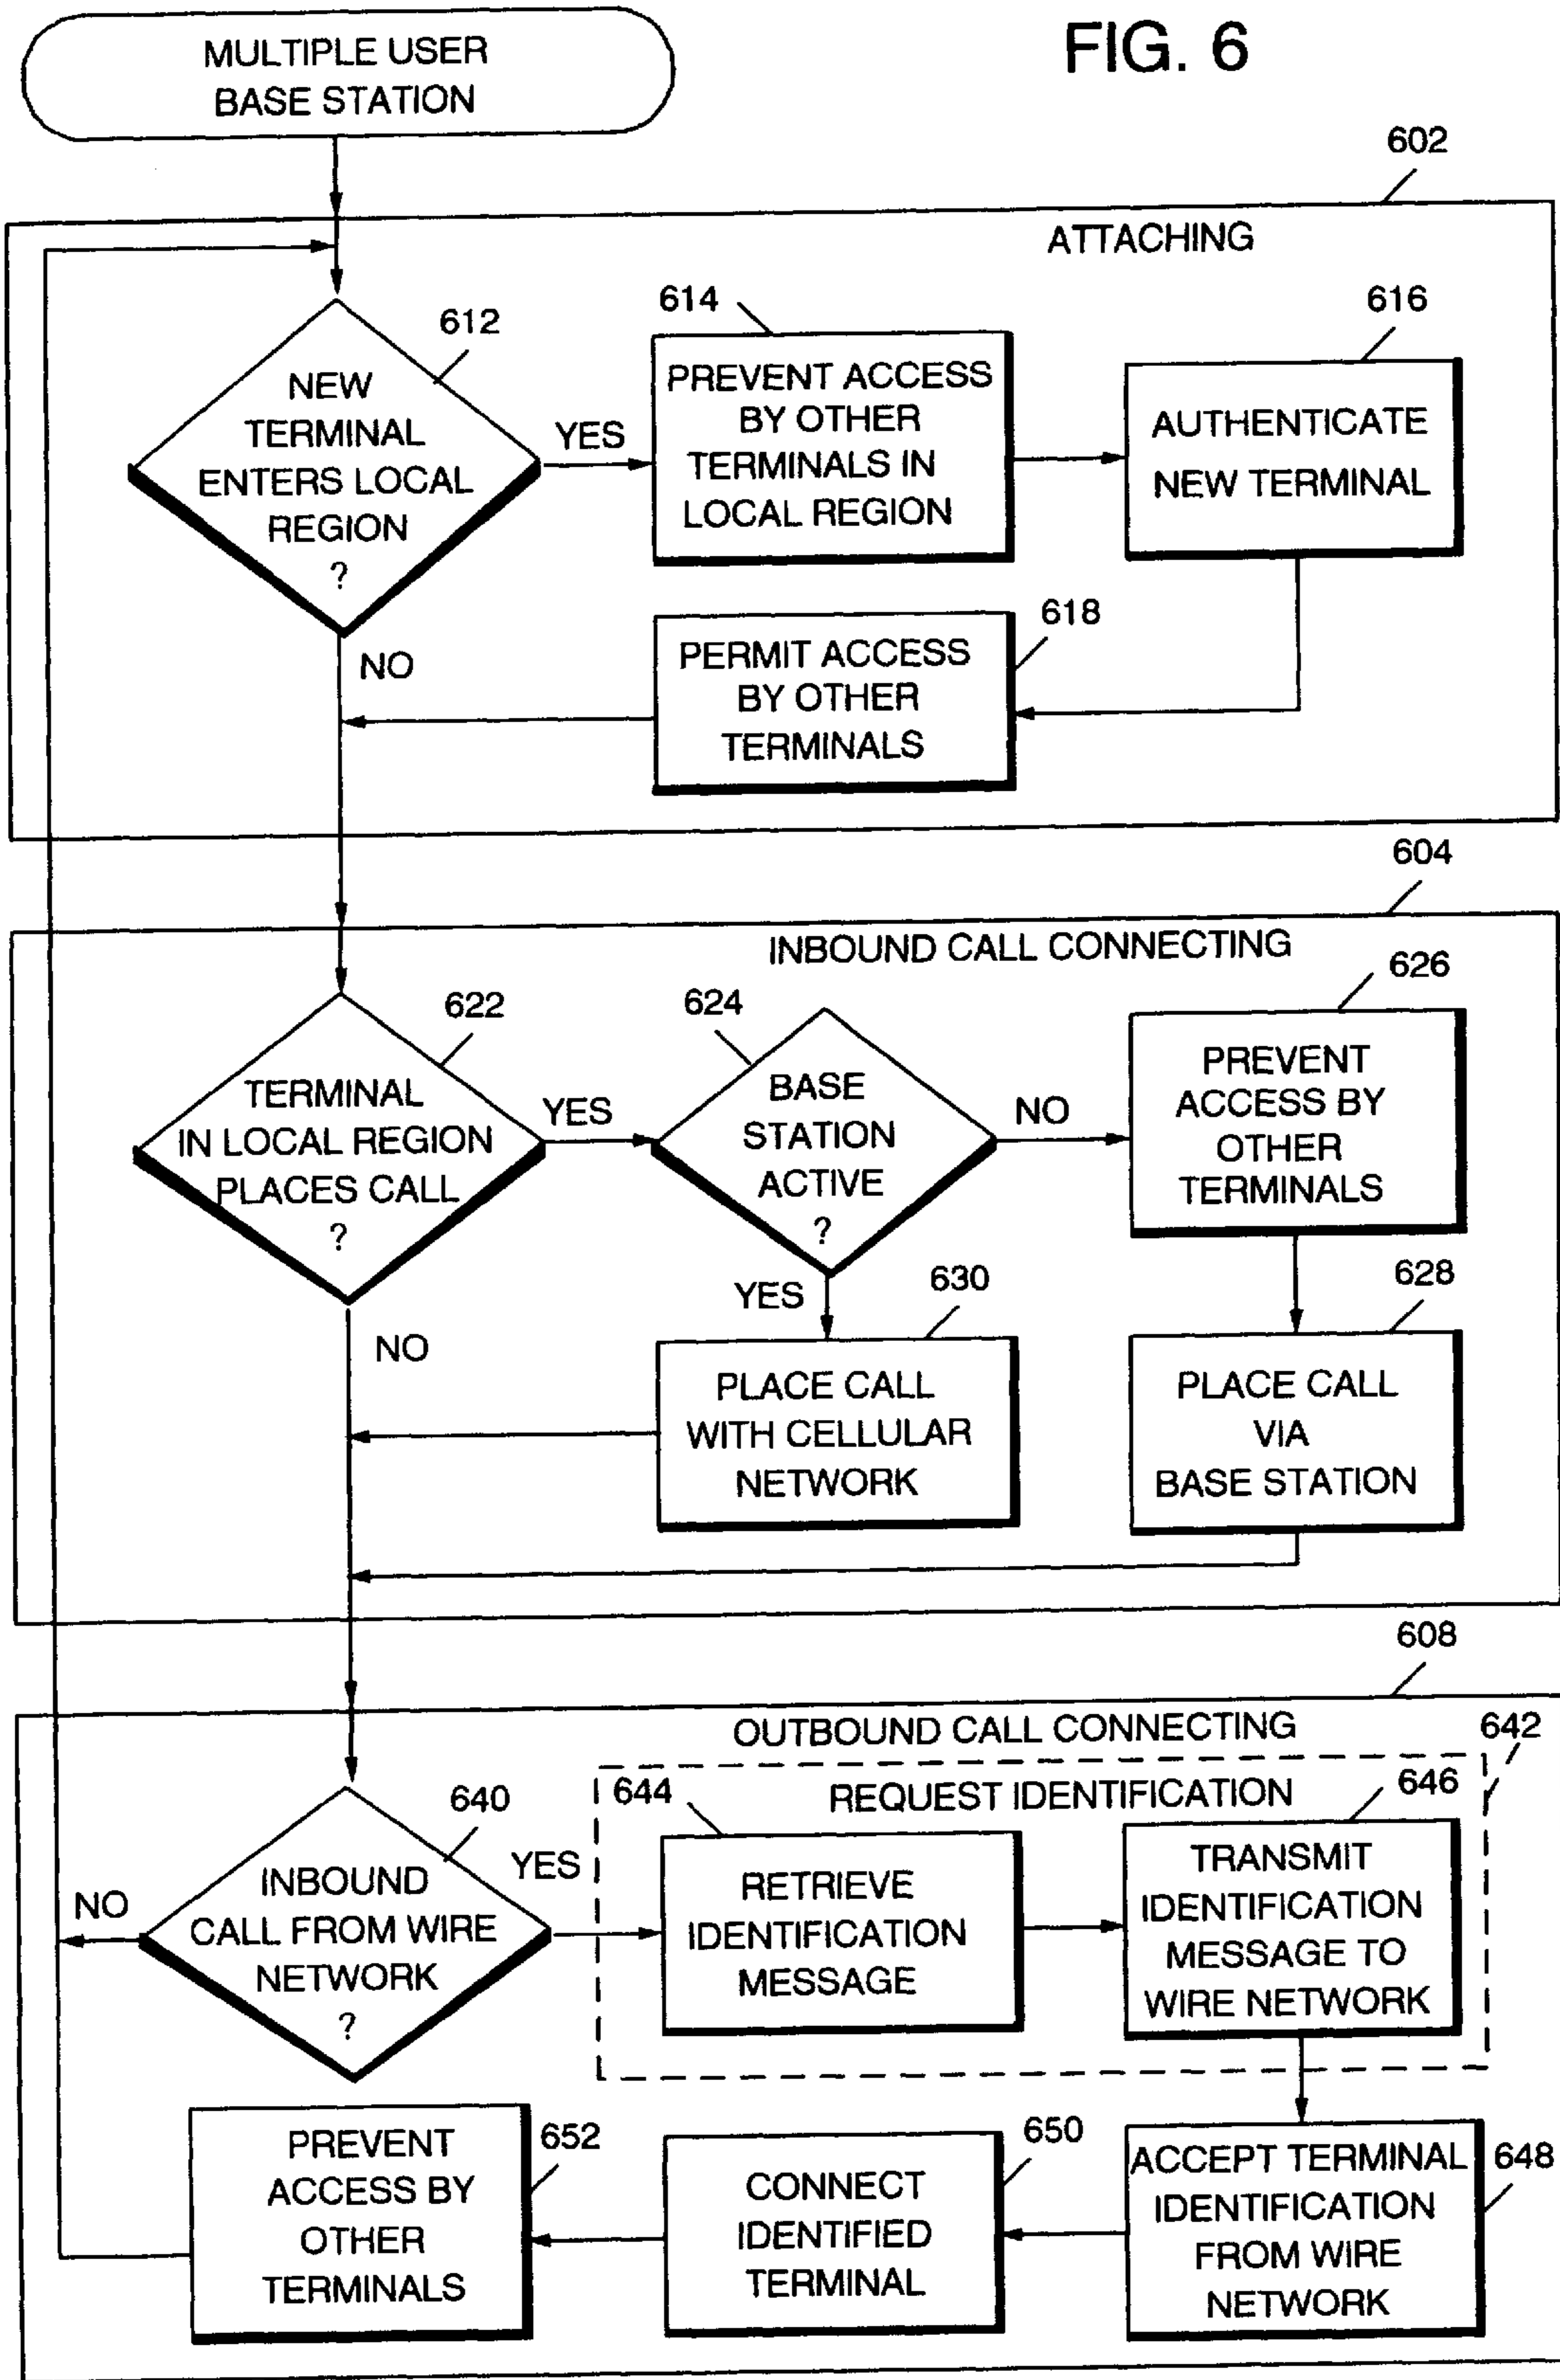 FIG. 6
MULTIPLE USER
BASE STATION
602
ATTACHING
612
NEW
TERMINAL
ENTERS LOCAL
REGION
?
YES
614
PREVENT ACCESS
BY OTHER
TERMINALS IN
LOCAL REGION
616
AUTHENTICATE
NEW TERMINAL
618
PERMIT ACCESS
BY OTHER
TERMINALS
NO
604
INBOUND CALL CONNECTING
622
TERMINAL
IN LOCAL REGION
PLACES CALL
?
YES
624
BASE
STATION
ACTIVE
?
NO
626
PREVENT
ACCESS BY
OTHER
TERMINALS
YES
630
PLACE CALL
WITH CELLULAR
NETWORK
628
PLACE CALL
VIA
BASE STATION
NO
608
OUTBOUND CALL CONNECTING
642
640
INBOUND
CALL FROM WIRE
NETWORK
?
NO
YES
REQUEST IDENTIFICATION
644
RETRIEVE
IDENTIFICATION
MESSAGE
646
TRANSMIT
IDENTIFICATION
MESSAGE TO
WIRE NETWORK
648
ACCEPT TERMINAL
IDENTIFICATION
FROM WIRE
NETWORK
650
CONNECT
IDENTIFIED
TERMINAL
652
PREVENT
ACCESS BY
OTHER
TERMINALS